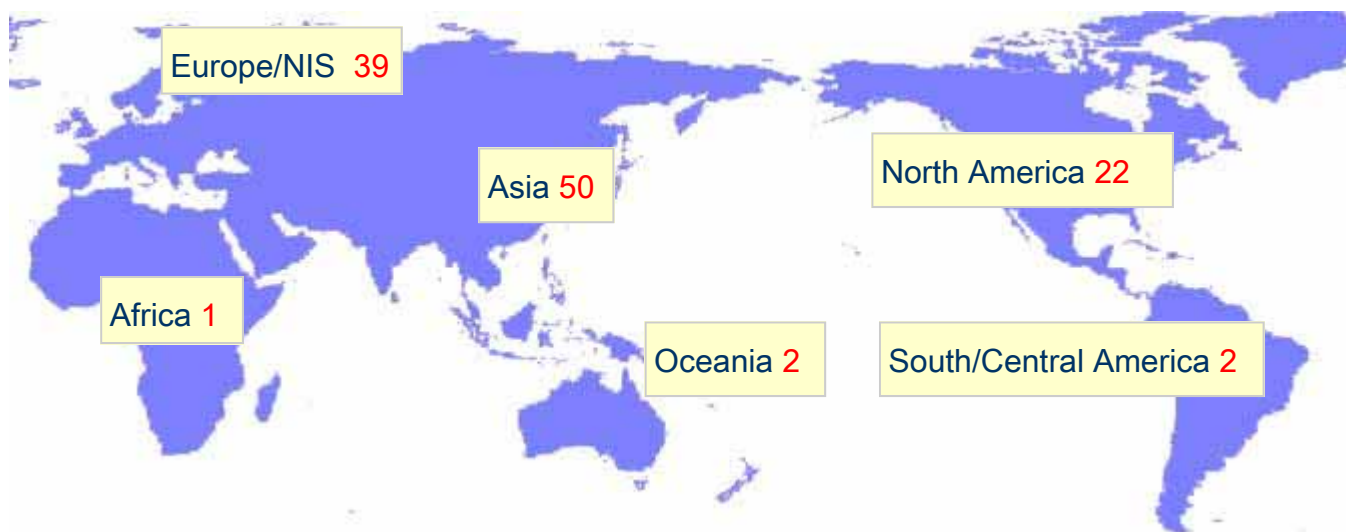 Europe/NIS 39
North America 22
Asia 50
Africa 1
Oceania 2
South/Central America 2